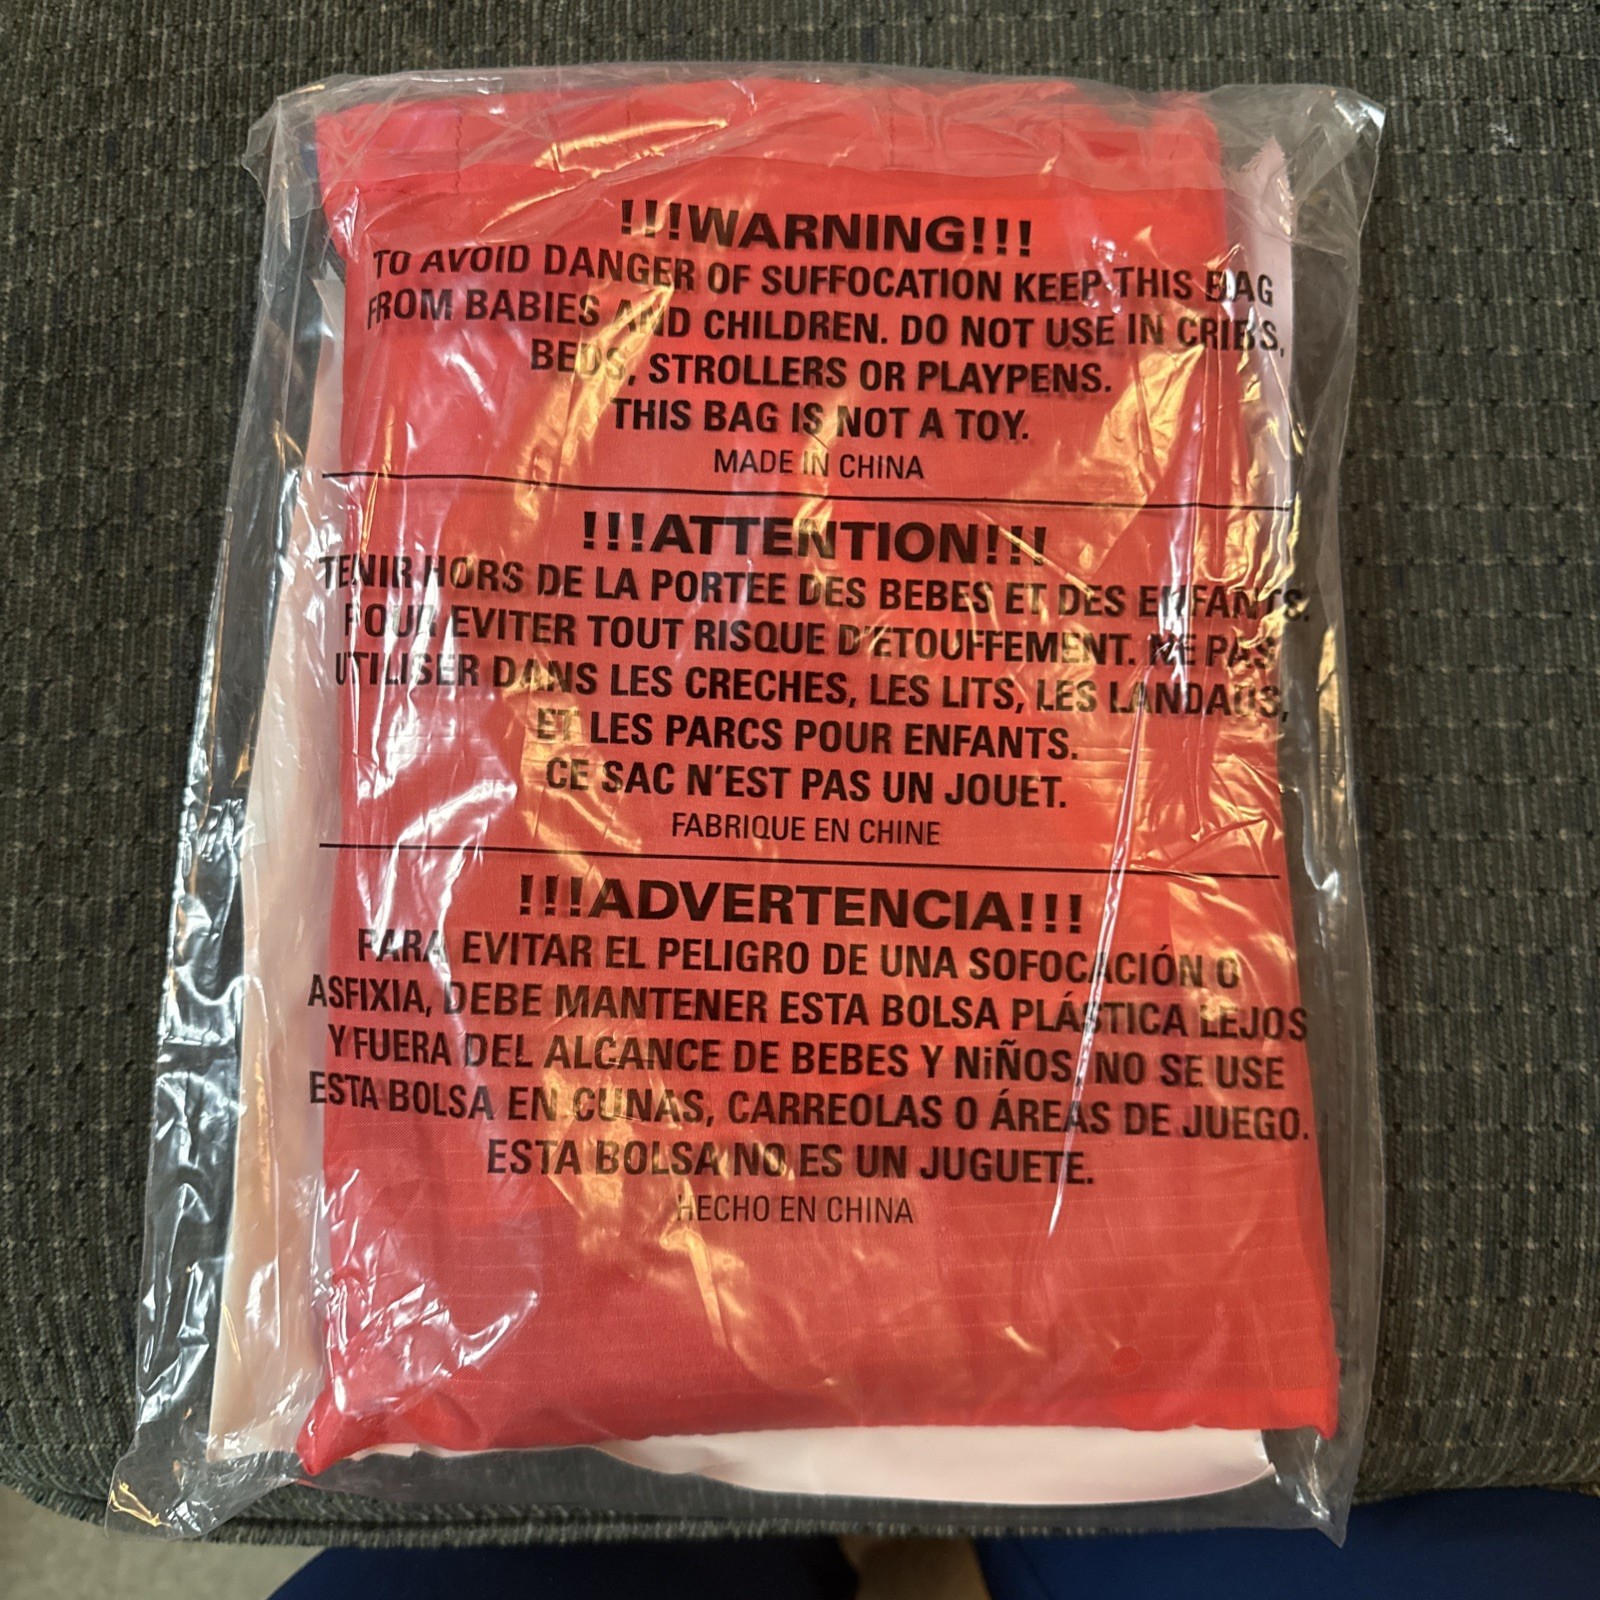 !!!WARNING!!!
TO AVOID DANGER OF SUFFOCATION KEEP THIS BAG
FROM BABIES AND CHILDREN. DO NOT USE IN CRIBS,
BEDS, STROLLERS OR PLAYPENS.
THIS BAG IS NOT A TOY.
MADE IN CHINA
!!!ATTENTION!!!
TENIR HORS DE LA PORTEE DES BEBES ET DES ENFANTS.
POUR EVITER TOUT RISQUE D'ETOUFFEMENT. NE PAS
UTILISER DANS LES CRECHES, LES LITS, LES LANDAUS,
ET LES PARCS POUR ENFANTS.
CE SAC N'EST PAS UN JOUET.
FABRIQUE EN CHINE
!!!ADVERTENCIA!!!
PARA EVITAR EL PELIGRO DE UNA SOFOCACIÓN O
ASFIXIA, DEBE MANTENER ESTA BOLSA PLÁSTICA LEJOS
Y FUERA DEL ALCANCE DE BEBES Y NiÑOS. NO SE USE
ESTA BOLSA EN CUNAS, CARREOLAS O ÁREAS DE JUEGO.
ESTA BOLSA NO ES UN JUGUETE.
HECHO EN CHINA